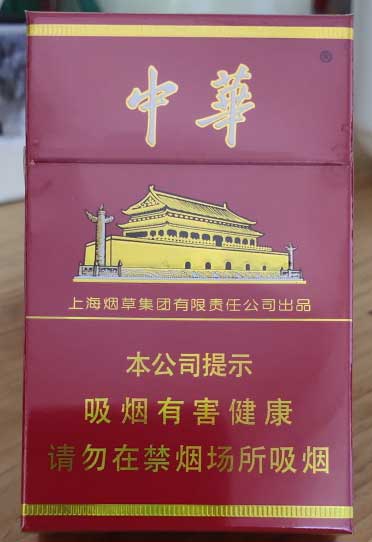 中華
®
上海烟草集团有限责任公司出品
本公司提示
吸烟有害健康
请勿在禁烟场所吸烟